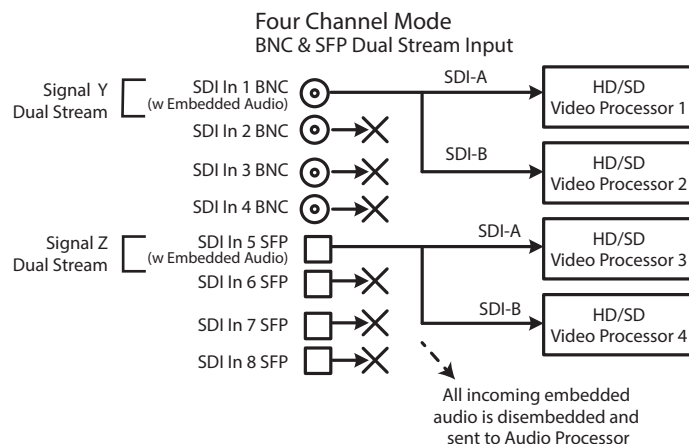 Four Channel Mode
BNC & SFP Dual Stream Input
Signal Y
Dual Stream
SDI In 1 BNC
(w Embedded Audio)
SDI In 2 BNC
SDI In 3 BNC
SDI In 4 BNC
SDI-A
HD/SD
Video Processor 1
SDI-B
HD/SD
Video Processor 2
Signal Z
Dual Stream
SDI In 5 SFP
(w Embedded Audio)
SDI In 6 SFP
SDI In 7 SFP
SDI In 8 SFP
SDI-A
HD/SD
Video Processor 3
SDI-B
HD/SD
Video Processor 4
All incoming embedded
audio is disembedded and
sent to Audio Processor